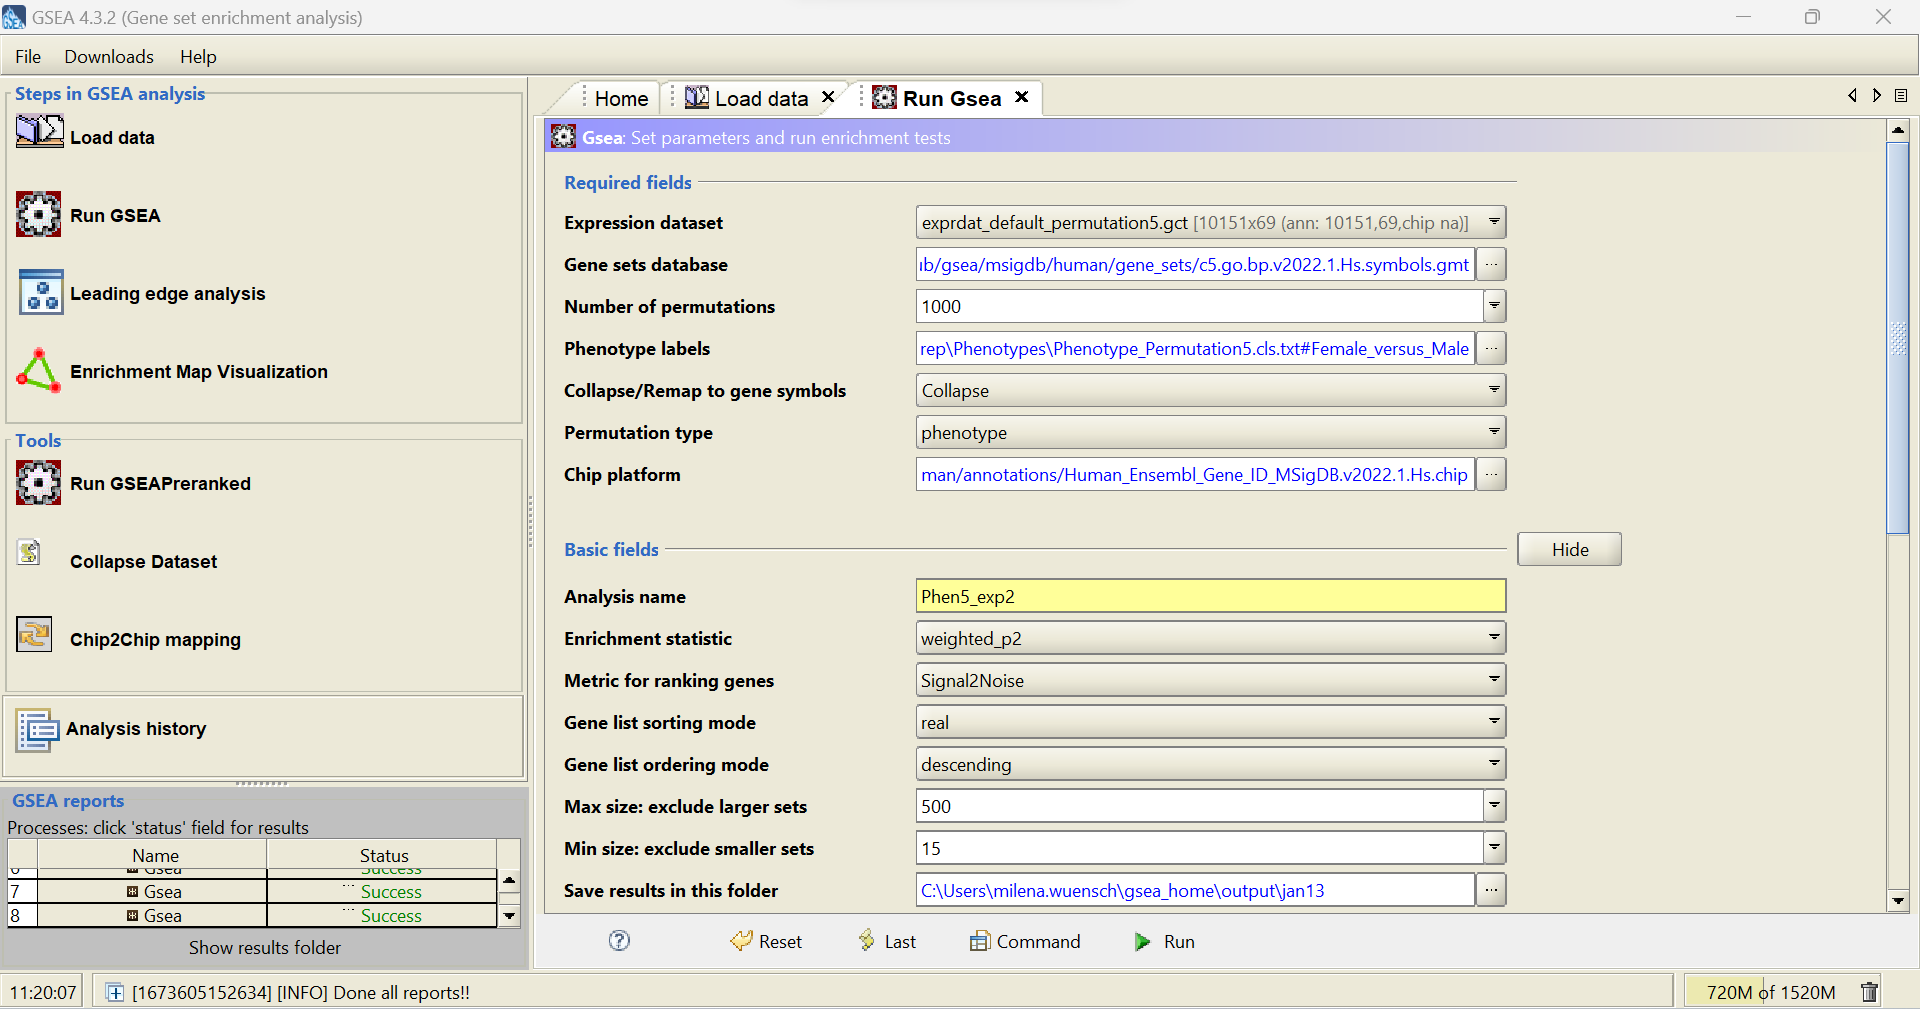 GSEA 4.3.2 (Gene set enrichment analysis)
File Downloads Help
Steps in GSEA analysis
Load data
Run GSEA
Leading edge analysis
Enrichment Map Visualization
Tools
Run GSEAPreranked
Collapse Dataset
Chip2Chip mapping
Analysis history
GSEA reports
Processes: click 'status' field for results
Name Status
Gsea Success
7 Gsea ... Success
8 Gsea ... Success
Show results folder
Home Load data Run Gsea
Gsea: Set parameters and run enrichment tests
Required fields
Expression dataset exprdat_default_permutation5.gct [10151x69 (ann: 10151,69,chip na)]
Gene sets database ıb/gsea/msigdb/human/gene_sets/c5.go.bp.v2022.1.Hs.symbols.gmt ...
Number of permutations 1000
Phenotype labels rep\Phenotypes\Phenotype_Permutation5.cls.txt#Female_versus_Male ...
Collapse/Remap to gene symbols Collapse
Permutation type phenotype
Chip platform man/annotations/Human_Ensembl_Gene_ID_MSigDB.v2022.1.Hs.chip ...
Basic fields Hide
Analysis name Phen5_exp2
Enrichment statistic weighted_p2
Metric for ranking genes Signal2Noise
Gene list sorting mode real
Gene list ordering mode descending
Max size: exclude larger sets 500
Min size: exclude smaller sets 15
Save results in this folder C:\Users\milena.wuensch\gsea_home\output\jan13 ...
? Reset Last Command Run
11:20:07 [1673605152634] [INFO] Done all reports!! 720M of 1520M